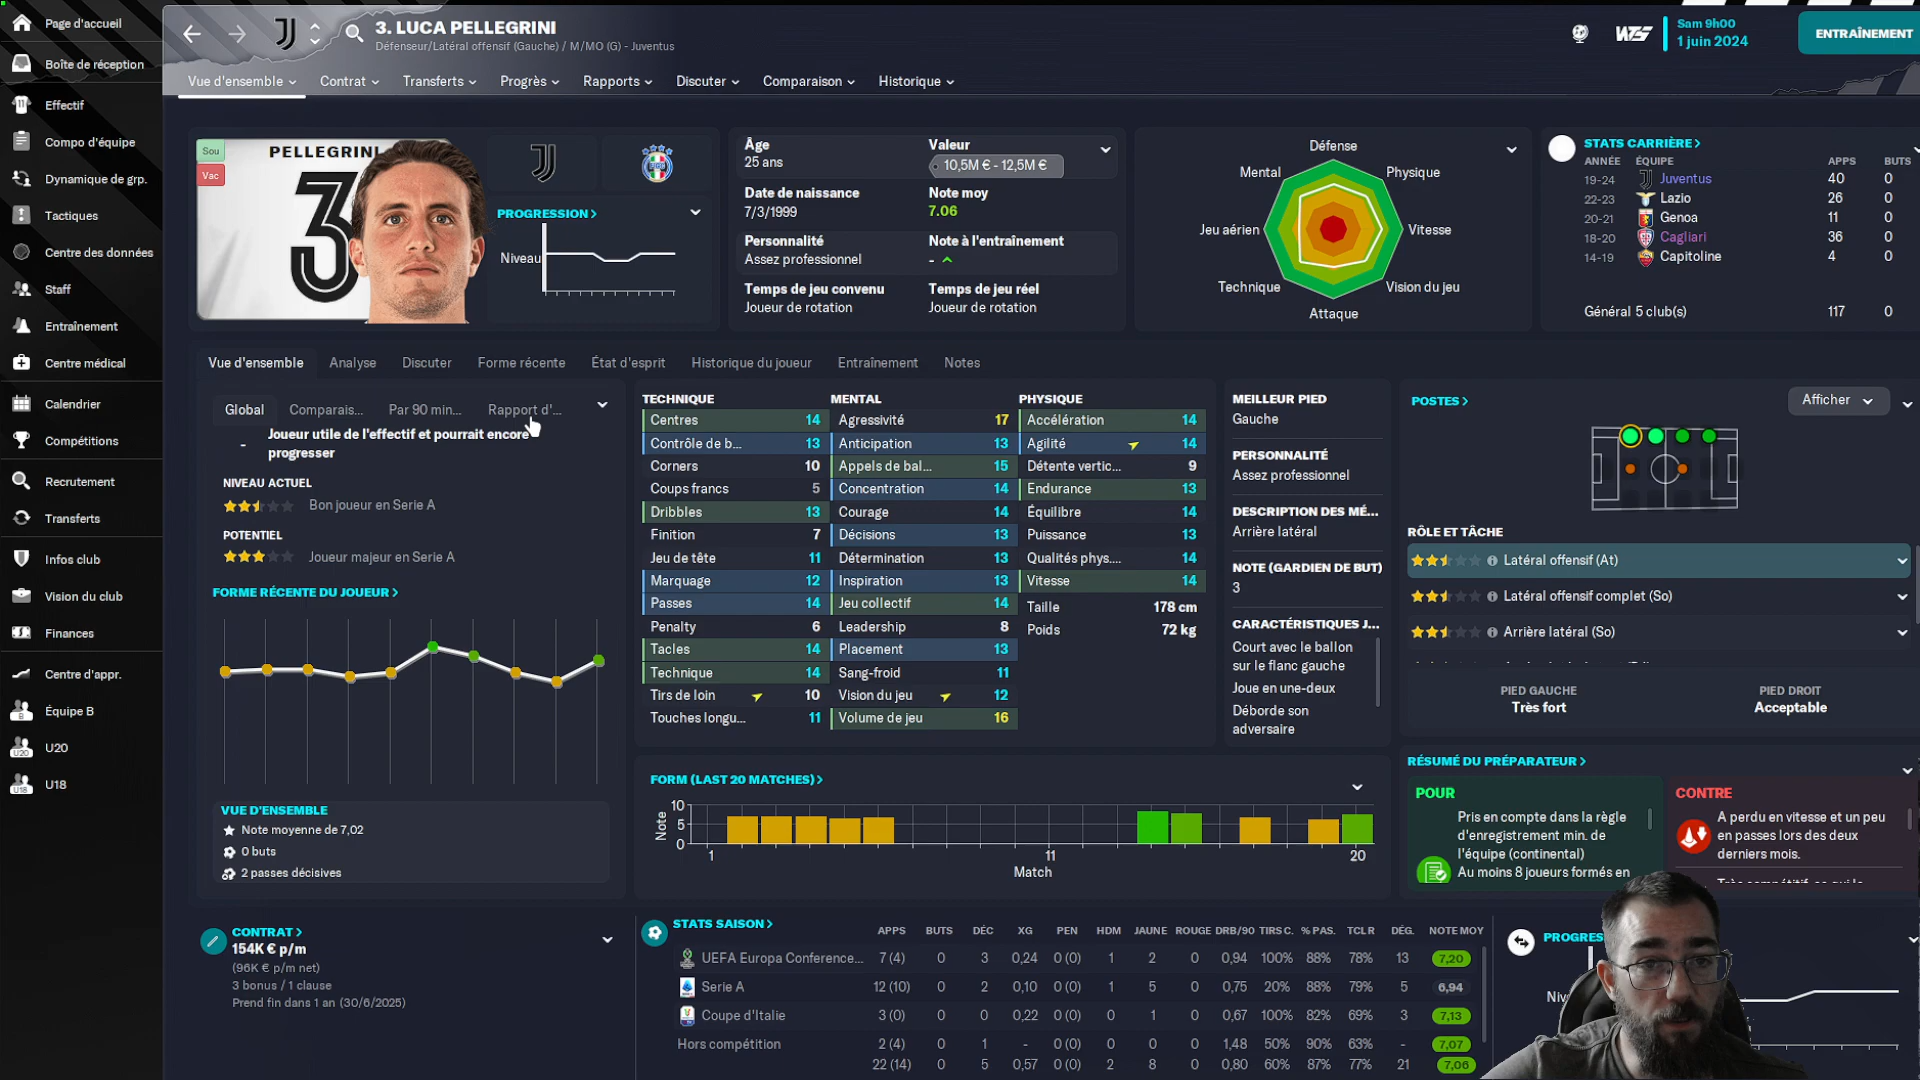 Page d'accueil
Boîte de réception
Effectif
Compo d'équipe
Dynamique de grp.
Tactiques
Centre des données
Staff
Entraînement
Centre médical
Calendrier
Compétitions
Recrutement
Transferts
Infos club
Vision du club
Finances
Centre d'appr.
Équipe B
U20
U18
3. LUCA PELLEGRINI
Défenseur/Latéral offensif (Gauche) / M/MO (G) - Juventus
Sam 9h00
1 juin 2024
ENTRAÎNEMENT
Vue d'ensemble Contrat Transferts Progrès Rapports Discuter Comparaison Historique
Sou
Vac
PELLEGRINI
3
PROGRESSION >
Niveau
Âge
25 ans
Valeur
10,5M € - 12,5M €
Date de naissance
7/3/1999
Note moy
7.06
Personnalité
Assez professionnel
Note à l'entraînement
-
Temps de jeu convenu
Joueur de rotation
Temps de jeu réel
Joueur de rotation
Défense
Mental Physique
Jeu aérien Vitesse
Technique Vision du jeu
Attaque
STATS CARRIÈRE >
ANNÉE ÉQUIPE APPS BUTS
19-24 Juventus 40 0
22-23 Lazio 26 0
20-21 Genoa 11 0
18-20 Cagliari 36 0
14-19 Capitoline 4 0
Général 5 club(s) 117 0
Vue d'ensemble Analyse Discuter Forme récente État d'esprit Historique du joueur Entraînement Notes
Global Comparais... Par 90 min... Rapport d'...
- Joueur utile de l'effectif et pourrait encore
progresser
NIVEAU ACTUEL
Bon joueur en Serie A
POTENTIEL
Joueur majeur en Serie A
FORME RÉCENTE DU JOUEUR >
VUE D'ENSEMBLE
Note moyenne de 7,02
0 buts
2 passes décisives
TECHNIQUE
Centres 14
Contrôle de b... 13
Corners 10
Coups francs 5
Dribbles 13
Finition 7
Jeu de tête 11
Marquage 12
Passes 14
Penalty 6
Tacles 14
Technique 14
Tirs de loin 10
Touches longu... 11
MENTAL
Agressivité 17
Anticipation 13
Appels de bal... 15
Concentration 14
Courage 14
Décisions 13
Détermination 13
Inspiration 13
Jeu collectif 14
Leadership 8
Placement 13
Sang-froid 11
Vision du jeu 12
Volume de jeu 16
PHYSIQUE
Accélération 14
Agilité 14
Détente vertic... 9
Endurance 13
Équilibre 14
Puissance 13
Qualités phys.... 14
Vitesse 14
Taille 178 cm
Poids 72 kg
MEILLEUR PIED
Gauche
PERSONNALITÉ
Assez professionnel
DESCRIPTION DES MÉ...
Arrière latéral
NOTE (GARDIEN DE BUT)
3
CARACTÉRISTIQUES J...
Court avec le ballon
sur le flanc gauche
Joue en une-deux
Déborde son
adversaire
POSTES >
Afficher
RÔLE ET TÂCHE
Latéral offensif (At)
Latéral offensif complet (So)
Arrière latéral (So)
PIED GAUCHE
Très fort
PIED DROIT
Acceptable
FORM (LAST 20 MATCHES) >
Note
10
5
0
1 11 20
Match
RÉSUMÉ DU PRÉPARATEUR >
POUR
Pris en compte dans la règle
d'enregistrement min. de
l'équipe (continental)
Au moins 8 joueurs formés en
CONTRE
A perdu en vitesse et un peu
en passes lors des deux
derniers mois.
CONTRAT >
154K € p/m
(96K € p/m net)
3 bonus / 1 clause
Prend fin dans 1 an (30/6/2025)
STATS SAISON > APPS BUTS DÉC XG PEN HDM JAUNE ROUGE DRB/90 TIRS C. % PAS. TCL R DÉG. NOTE MOY
UEFA Europa Conference... 7 (4) 0 3 0,24 0 (0) 1 2 0 0,94 100% 88% 78% 13 7,20
Serie A 12 (10) 0 2 0,10 0 (0) 1 5 0 0,75 20% 88% 79% 5 6,94
Coupe d'Italie 3 (0) 0 0 0,22 0 (0) 0 1 0 0,67 100% 82% 69% 3 7,13
Hors compétition 2 (4) 0 1 - 0 (0) 0 0 0 1,48 50% 90% 63% - 7,07
22 (14) 0 5 0,57 0 (0) 2 8 0 0,80 60% 87% 77% 21 7,06